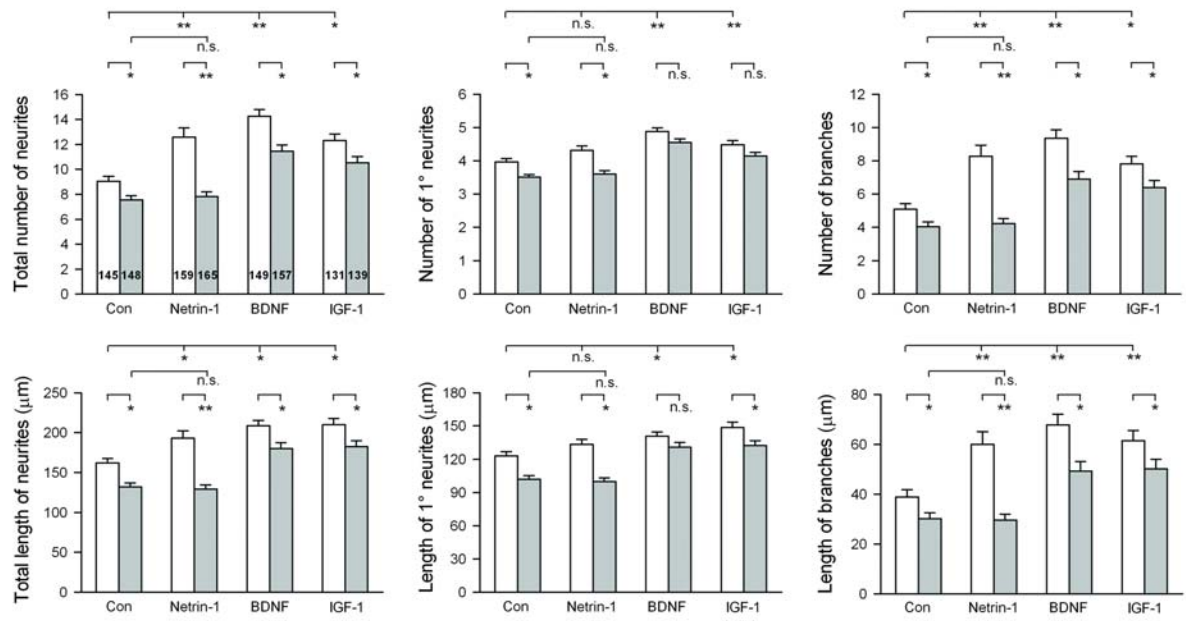 ** ** *
n.s.
* ** * *
Total number of neurites
16
14
12
10
8
6
4
2
0
145 148 159 165 149 157 131 139
Con Netrin-1 BDNF IGF-1
n.s. ** **
n.s.
* * n.s. n.s.
Number of 1° neurites
6
5
4
3
2
1
0
Con Netrin-1 BDNF IGF-1
** ** *
n.s.
* ** * *
Number of branches
12
10
8
6
4
2
0
Con Netrin-1 BDNF IGF-1
* * *
n.s.
* ** * *
Total length of neurites (μm)
250
200
150
100
50
0
Con Netrin-1 BDNF IGF-1
n.s. * *
n.s.
* * n.s. *
Length of 1° neurites (μm)
180
150
120
90
60
30
0
Con Netrin-1 BDNF IGF-1
** ** **
n.s.
* ** * *
Length of branches (μm)
80
60
40
20
0
Con Netrin-1 BDNF IGF-1